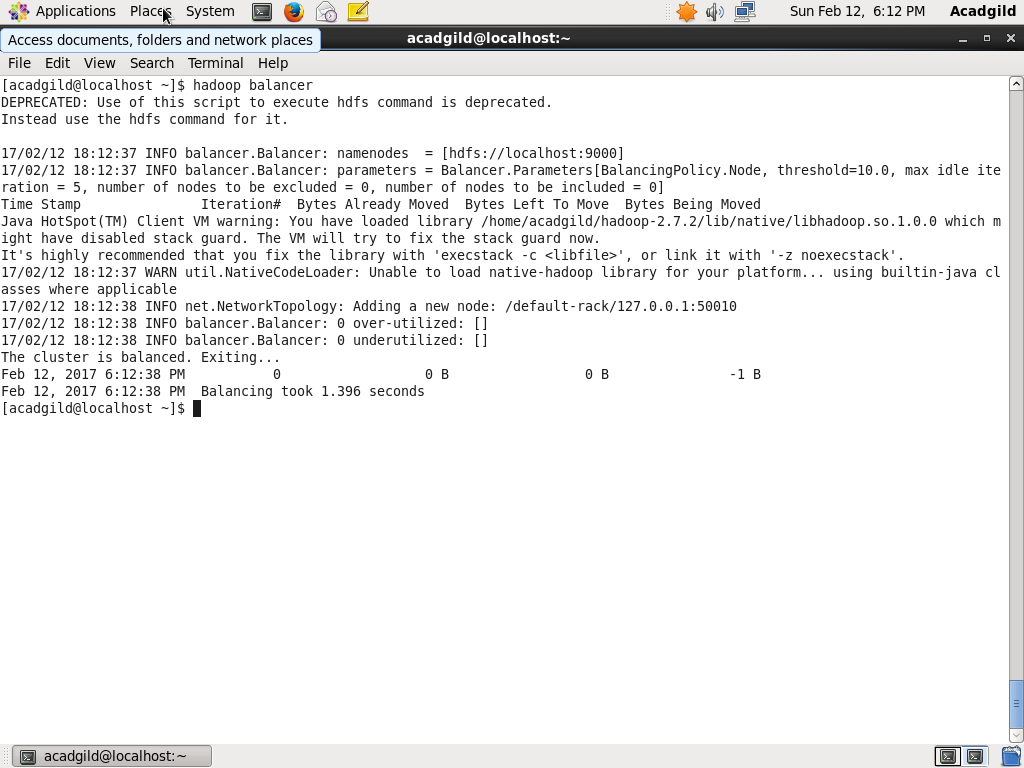 Applications Places System Sun Feb 12, 6:12 PM Acadgild
Access documents, folders and network places
acadgild@localhost:~
File Edit View Search Terminal Help
[acadgild@localhost ~]$ hadoop balancer
DEPRECATED: Use of this script to execute hdfs command is deprecated.
Instead use the hdfs command for it.
17/02/12 18:12:37 INFO balancer.Balancer: namenodes  = [hdfs://localhost:9000]
17/02/12 18:12:37 INFO balancer.Balancer: parameters = Balancer.Parameters[BalancingPolicy.Node, threshold=10.0, max idle ite
ration = 5, number of nodes to be excluded = 0, number of nodes to be included = 0]
Time Stamp               Iteration#  Bytes Already Moved  Bytes Left To Move  Bytes Being Moved
Java HotSpot(TM) Client VM warning: You have loaded library /home/acadgild/hadoop-2.7.2/lib/native/libhadoop.so.1.0.0 which m
ight have disabled stack guard. The VM will try to fix the stack guard now.
It's highly recommended that you fix the library with 'execstack -c <libfile>', or link it with '-z noexecstack'.
17/02/12 18:12:37 WARN util.NativeCodeLoader: Unable to load native-hadoop library for your platform... using builtin-java cl
asses where applicable
17/02/12 18:12:38 INFO net.NetworkTopology: Adding a new node: /default-rack/127.0.0.1:50010
17/02/12 18:12:38 INFO balancer.Balancer: 0 over-utilized: []
17/02/12 18:12:38 INFO balancer.Balancer: 0 underutilized: []
The cluster is balanced. Exiting...
Feb 12, 2017 6:12:38 PM           0                  0 B                 0 B               -1 B
Feb 12, 2017 6:12:38 PM  Balancing took 1.396 seconds
[acadgild@localhost ~]$
acadgild@localhost:~